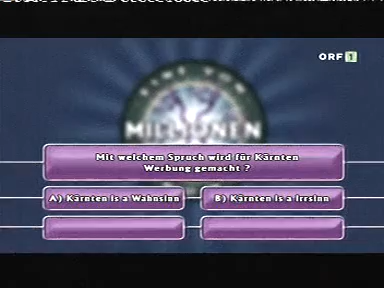 ORF 1
MILLIONEN
Mit welchem Spruch wird für Kärnten
Werbung gemacht ?
A) Kärnten is a Wahnsinn
B) Kärnten is a Irrsinn